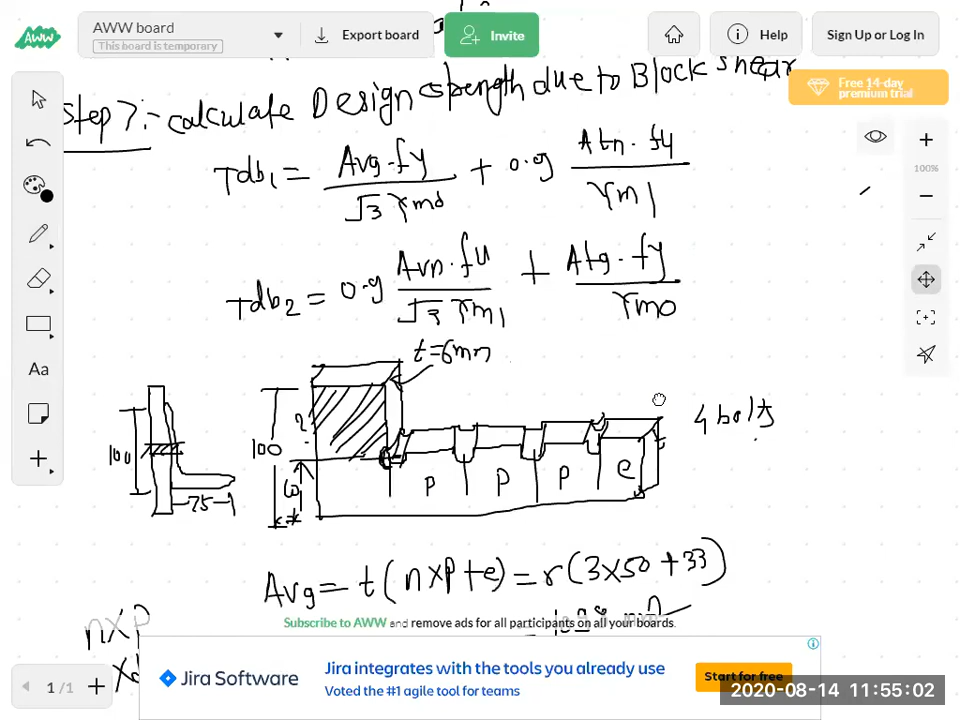 AWW board
This board is temporary
Export board
Invite
Help
Sign Up or Log In
Free 14-day premium trial
100%
Step 7:- calculate Design strength due to Block shear
Tdb1 = Avg.fy / √3 γm0 + 0.9 Atn.fy / γm1
Tdb2 = 0.9 Avn.fu / √3 γm1 + Atg.fy / γm0
t=6mm
4 bolts
100
100
60
75
p p p e
Avg = t(n×p+e) = r(3×50+33)
n×P
Subscribe to AWW and remove ads for all participants on all your boards.
Aa
1 / 1
Jira Software
Jira integrates with the tools you already use
Voted the #1 agile tool for teams
Start for free
2020-08-14 11:55:02